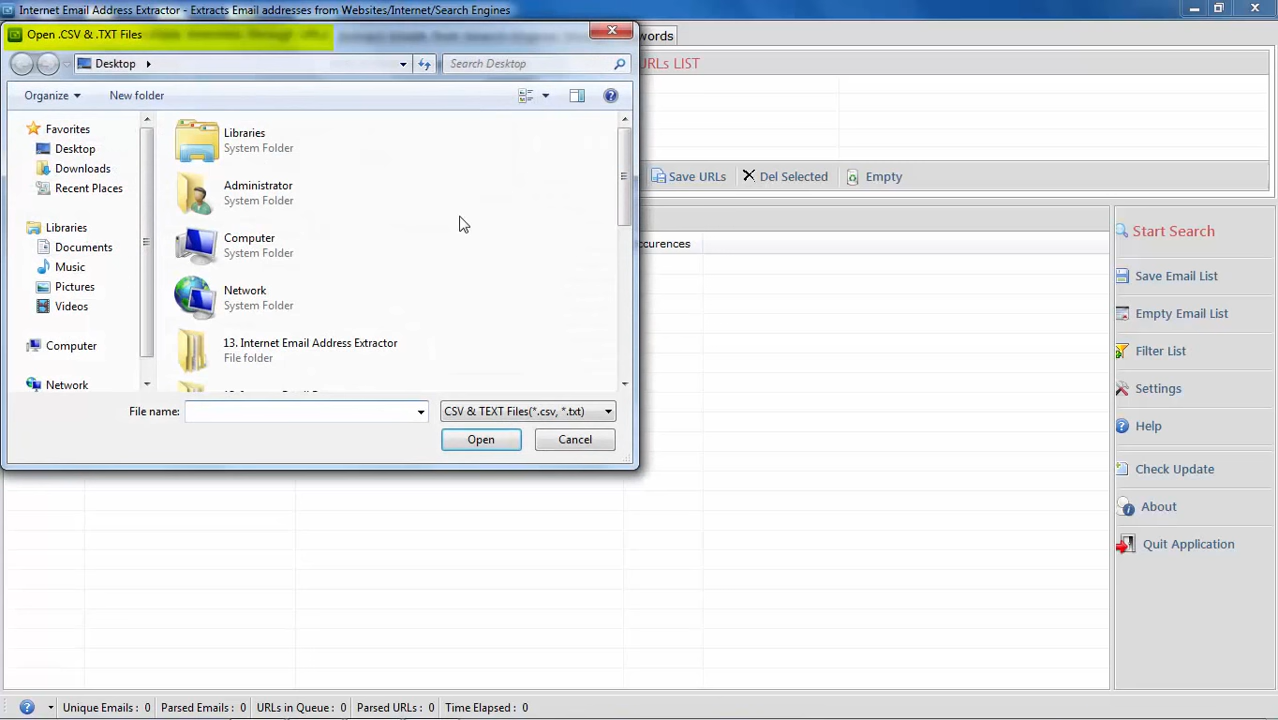 Internet Email Address Extractor - Extracts Email addresses from Websites/Internet/Search Engines
Open .CSV & .TXT Files
Desktop
Search Desktop
Organize
New folder
Favorites
Desktop
Downloads
Recent Places
Libraries
Documents
Music
Pictures
Videos
Computer
Network
Libraries
System Folder
Administrator
System Folder
Computer
System Folder
Network
System Folder
13. Internet Email Address Extractor
File folder
File name:
CSV & TEXT Files(*.csv, *.txt)
Open
Cancel
words
URLs LIST
Save URLs
Del Selected
Empty
ccurences
Start Search
Save Email List
Empty Email List
Filter List
Settings
Help
Check Update
About
Quit Application
Unique Emails : 0
Parsed Emails : 0
URLs in Queue : 0
Parsed URLs : 0
Time Elapsed : 0